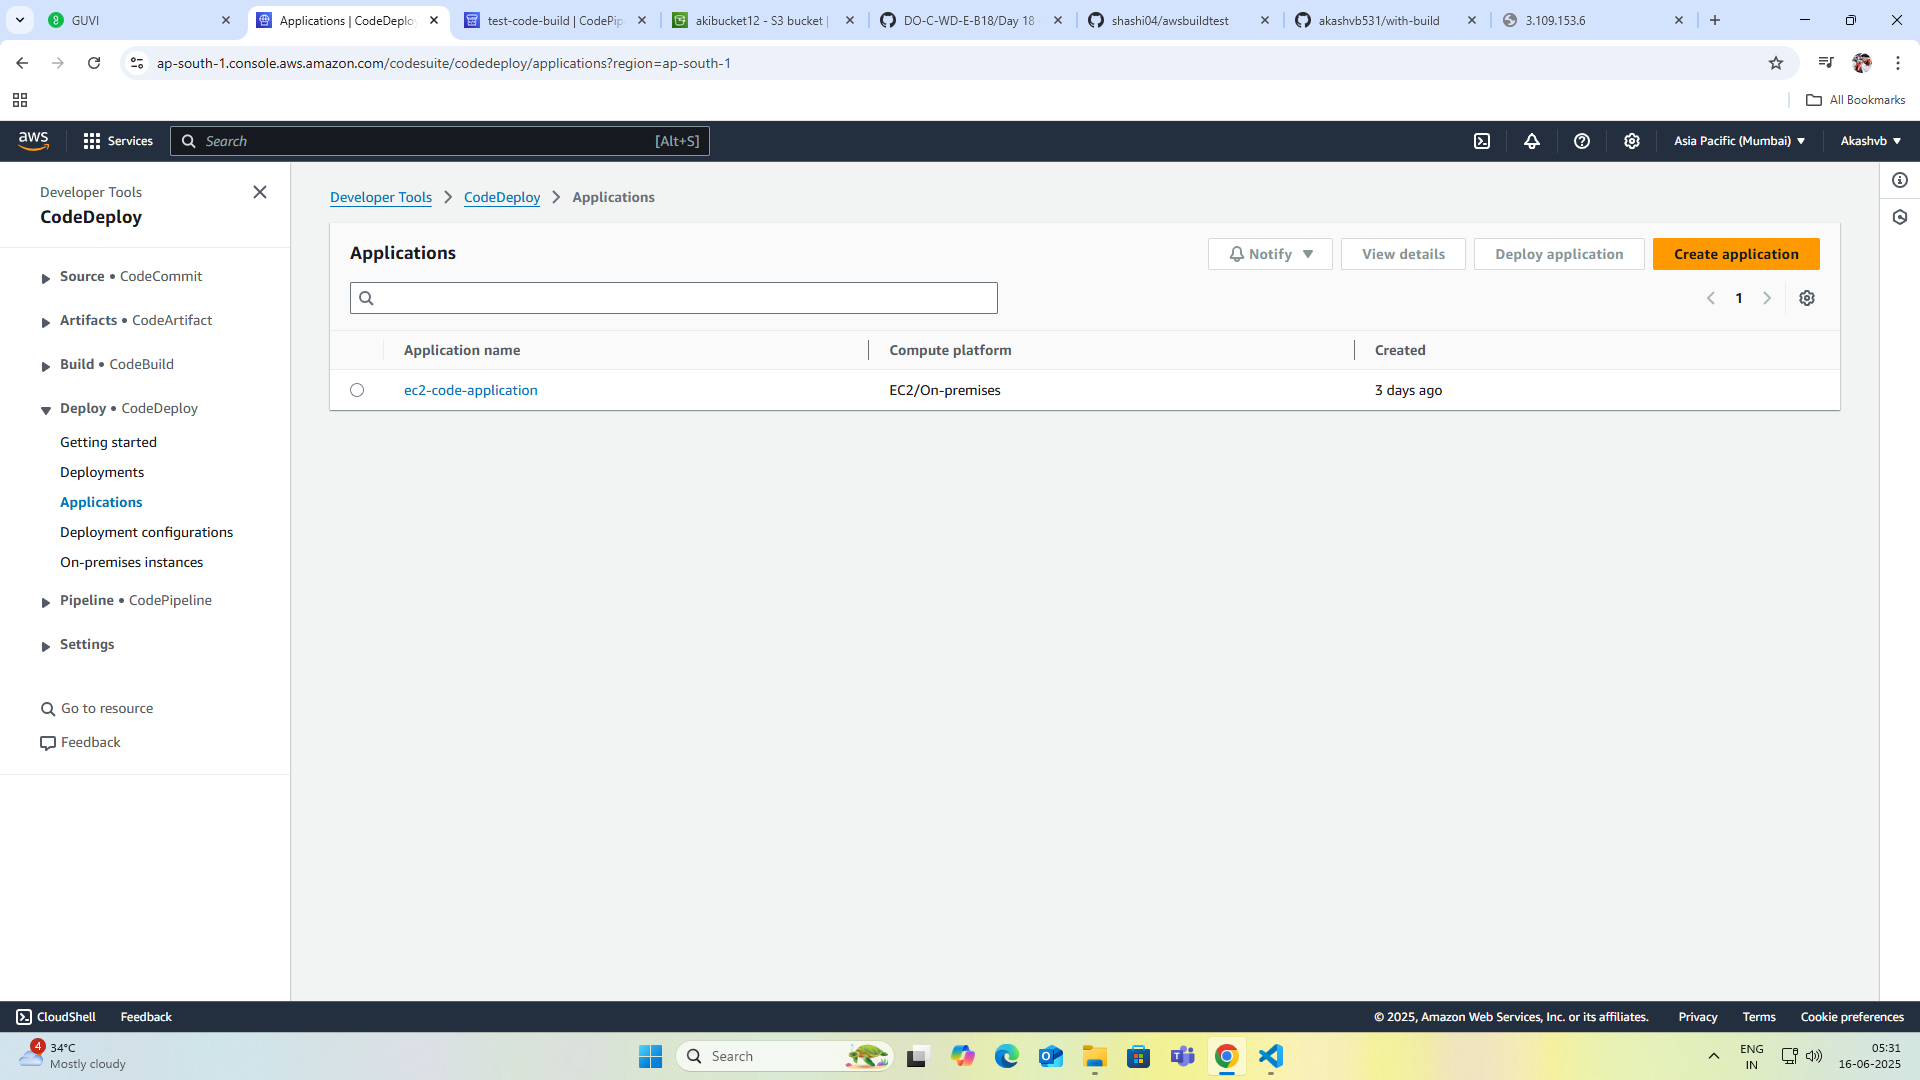 GUVI
Applications | CodeDeploy
test-code-build | CodePip
akibucket12 - S3 bucket |
DO-C-WD-E-B18/Day 18
shashi04/awsbuildtest
akashvb531/with-build
3.109.153.6
ap-south-1.console.aws.amazon.com/codesuite/codedeploy/applications?region=ap-south-1
All Bookmarks
aws
Services
Search
[Alt+S]
Asia Pacific (Mumbai)
Akashvb
Developer Tools
CodeDeploy
Source • CodeCommit
Artifacts • CodeArtifact
Build • CodeBuild
Deploy • CodeDeploy
Getting started
Deployments
Applications
Deployment configurations
On-premises instances
Pipeline • CodePipeline
Settings
Go to resource
Feedback
Developer Tools
CodeDeploy
Applications
Applications
Notify
View details
Deploy application
Create application
1
Application name
Compute platform
Created
ec2-code-application
EC2/On-premises
3 days ago
CloudShell
Feedback
© 2025, Amazon Web Services, Inc. or its affiliates.
Privacy
Terms
Cookie preferences
4
34°C
Mostly cloudy
Search
ENG
IN
05:31
16-06-2025